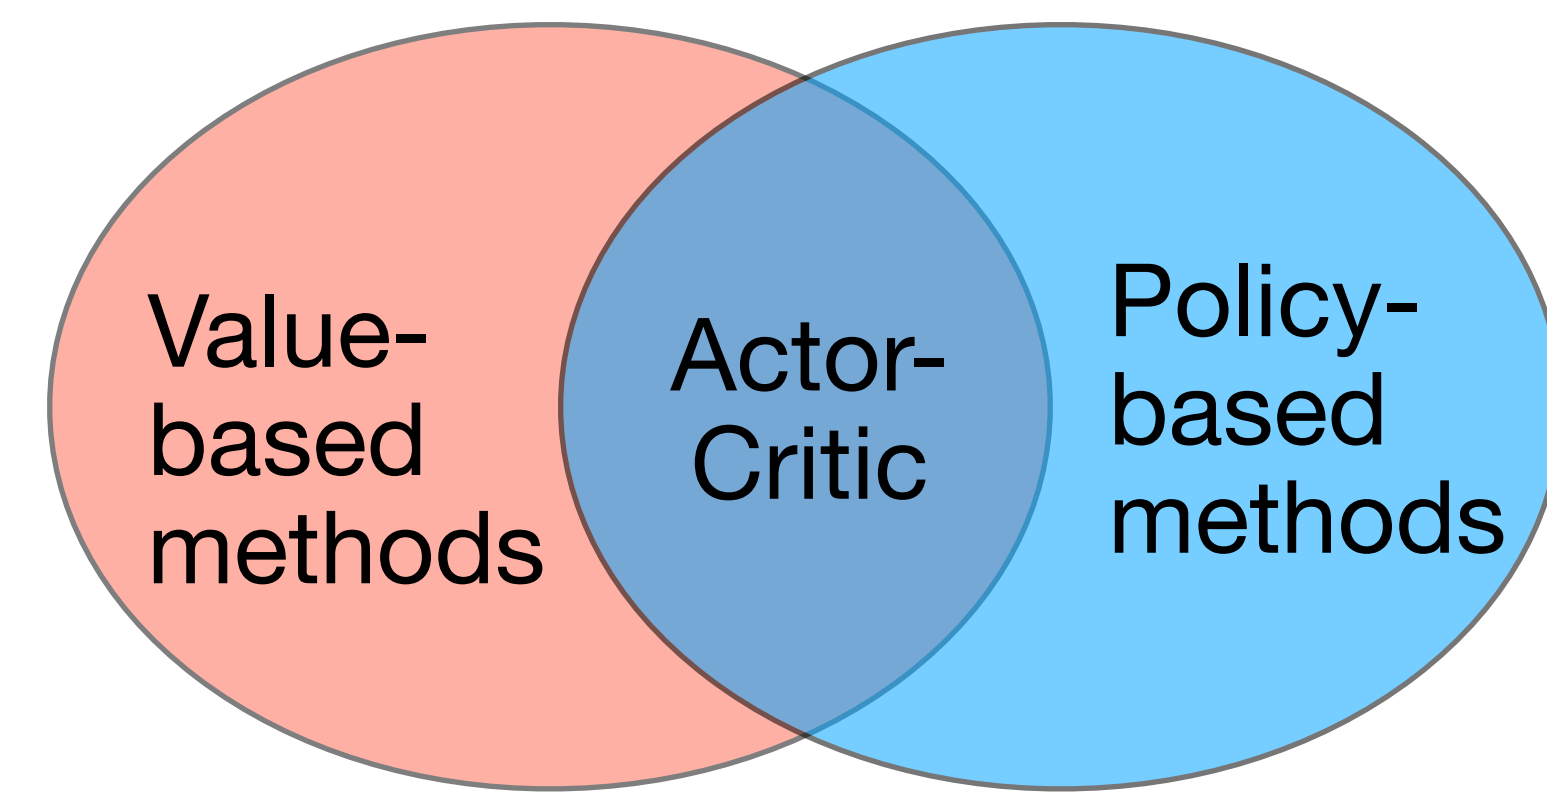 Value-
based
methods
Actor-
Critic
Policy-
based
methods